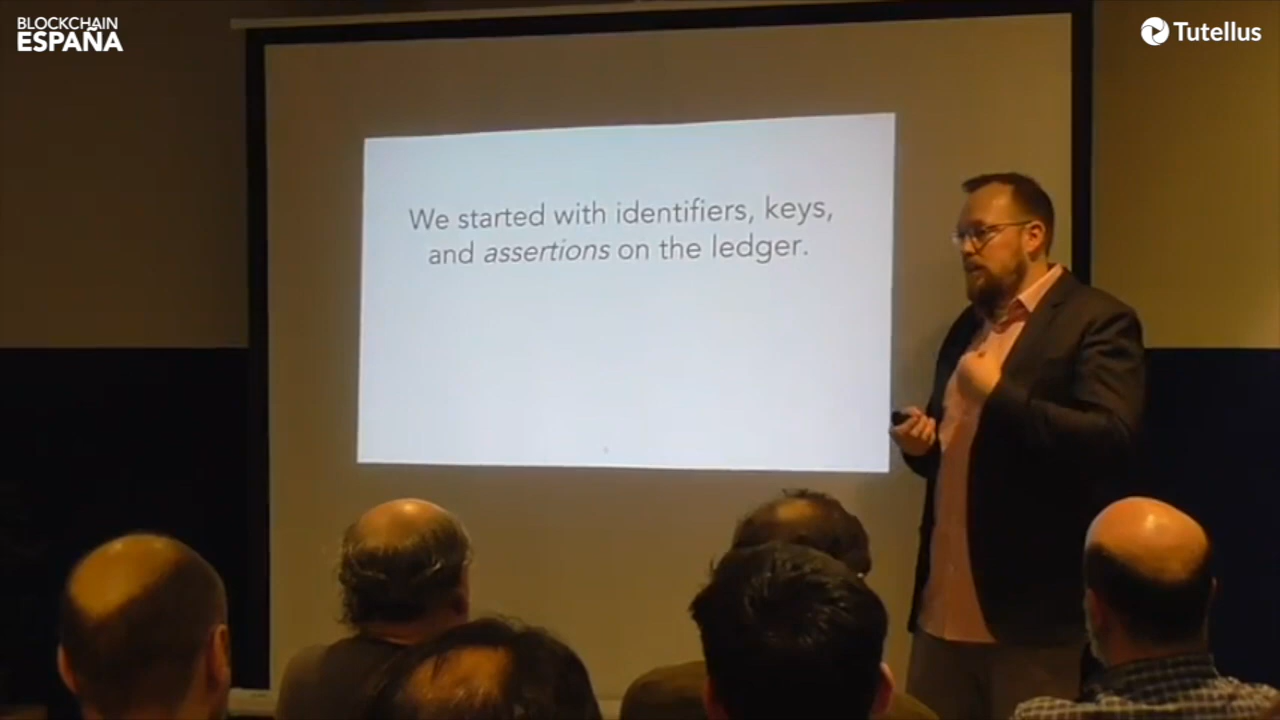 BLOCKCHAIN
ESPAÑA
Tutellus
We started with identifiers, keys,
and assertions on the ledger.